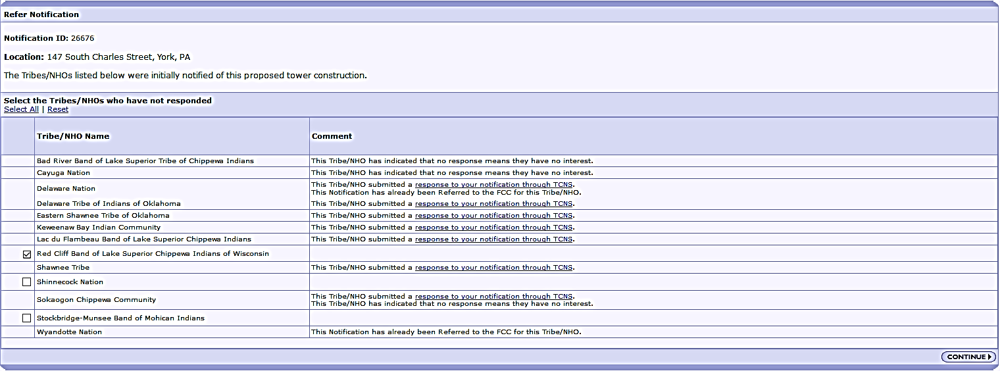 Refer Notification
Notification ID: 26676
Location: 147 South Charles Street, York, PA
The Tribes/NHOs listed below were initially notified of this proposed tower construction.
Select the Tribes/NHOs who have not responded
Select All | Reset
Tribe/NHO Name Comment
Bad River Band of Lake Superior Tribe of Chippewa Indians This Tribe/NHO has indicated that no response means they have no interest.
Cayuga Nation This Tribe/NHO has indicated that no response means they have no interest.
Delaware Nation This Tribe/NHO submitted a response to your notification through TCNS.
This Notification has already been Referred to the FCC for this Tribe/NHO.
Delaware Tribe of Indians of Oklahoma This Tribe/NHO submitted a response to your notification through TCNS.
Eastern Shawnee Tribe of Oklahoma This Tribe/NHO submitted a response to your notification through TCNS.
Keweenaw Bay Indian Community This Tribe/NHO submitted a response to your notification through TCNS.
Lac du Flambeau Band of Lake Superior Chippewa Indians This Tribe/NHO submitted a response to your notification through TCNS.
Red Cliff Band of Lake Superior Chippewa Indians of Wisconsin
Shawnee Tribe This Tribe/NHO submitted a response to your notification through TCNS.
Shinnecock Nation
Sokaogon Chippewa Community This Tribe/NHO submitted a response to your notification through TCNS.
This Tribe/NHO has indicated that no response means they have no interest.
Stockbridge-Munsee Band of Mohican Indians
Wyandotte Nation This Notification has already been Referred to the FCC for this Tribe/NHO.
CONTINUE